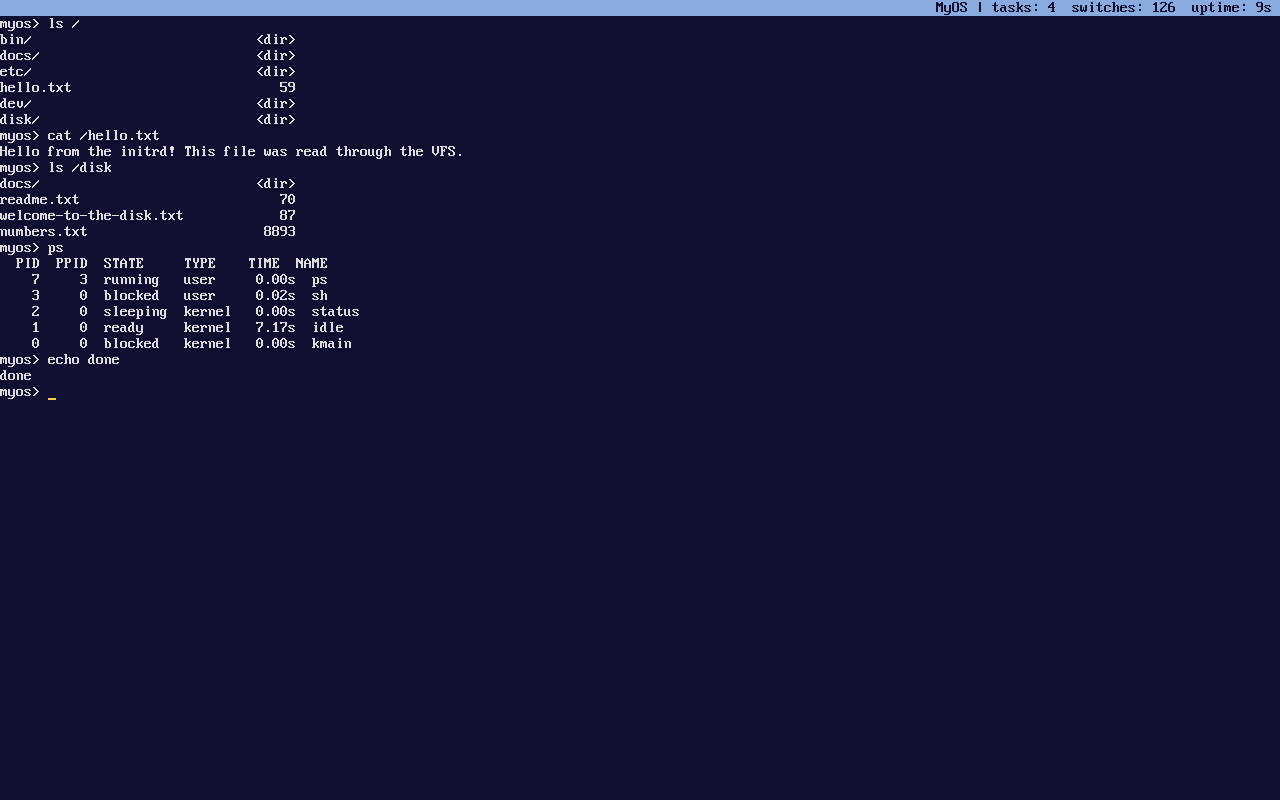 MyOS | tasks: 4  switches: 126  uptime: 9s
myos> ls /
bin/                            <dir>
docs/                           <dir>
etc/                            <dir>
hello.txt                          59
dev/                            <dir>
disk/                           <dir>
myos> cat /hello.txt
Hello from the initrd! This file was read through the VFS.
myos> ls /disk
docs/                           <dir>
readme.txt                         70
welcome-to-the-disk.txt            87
numbers.txt                      8893
myos> ps
  PID  PPID  STATE     TYPE    TIME  NAME
    7     3  running   user     0.00s  ps
    3     0  blocked   user     0.02s  sh
    2     0  sleeping  kernel   0.00s  status
    1     0  ready     kernel   7.17s  idle
    0     0  blocked   kernel   0.00s  kmain
myos> echo done
done
myos> _